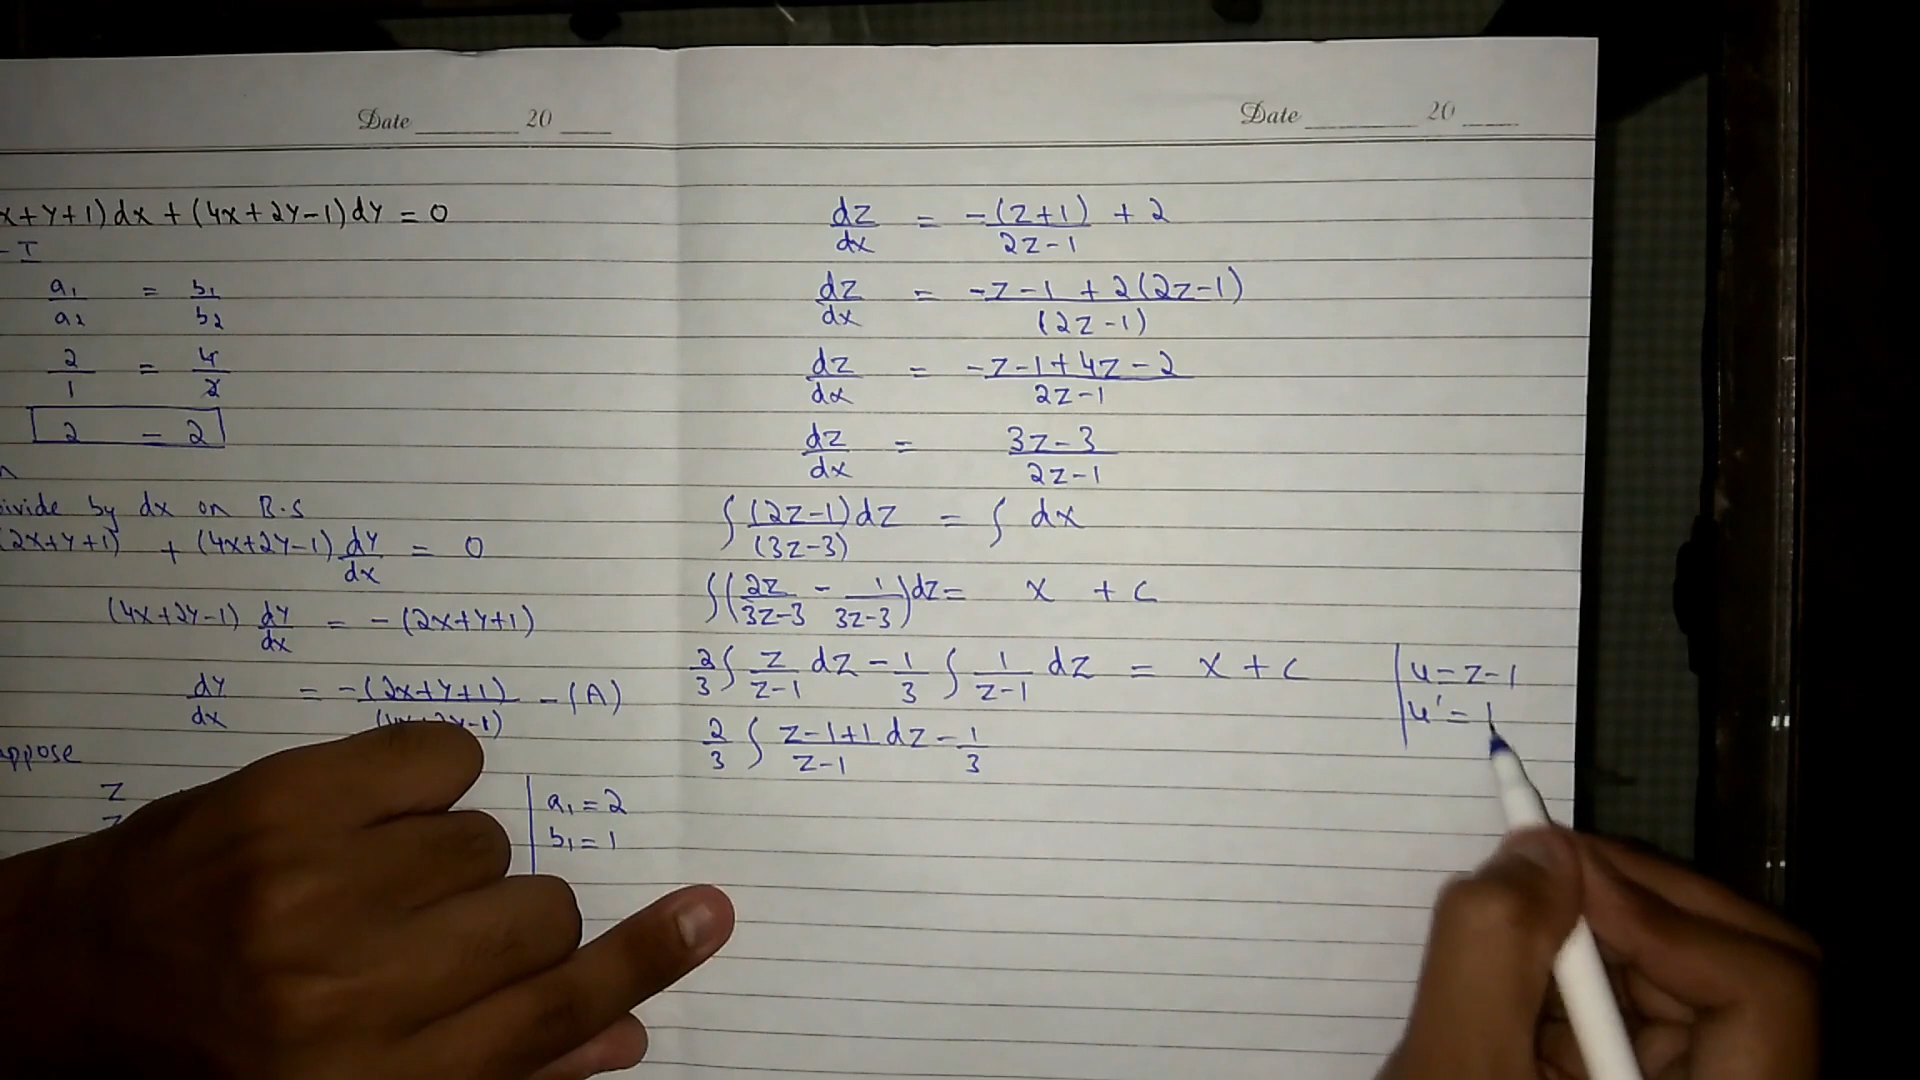 Date 20
x+y+1)dx + (4x+2y-1)dy = 0
- I
a₁/a₂ = b₁/b₂
2/1 = 4/2
2 = 2
ivide by dx on B.S
(2x+y+1) + (4x+2y-1) dy/dx = 0
(4x+2y-1) dy/dx = -(2x+y+1)
dy/dx = -(2x+y+1)/(4x+2y-1) - (A)
uppose
Z
a₁ = 2
b₁ = 1
Date 20
dz/dx = -(z+1)/2z-1 + 2
dz/dx = -z-1+2(2z-1)/(2z-1)
dz/dx = -z-1+4z-2/2z-1
dz/dx = 3z-3/2z-1
∫ (2z-1)dz/(3z-3) = ∫ dx
∫(2z/3z-3 - 1/3z-3)dz = x + c
2/3 ∫ z/z-1 dz - 1/3 ∫ 1/z-1 dz = x + c
u = z-1
u' = 1
2/3 ∫ z-1+1/z-1 dz - 1/3